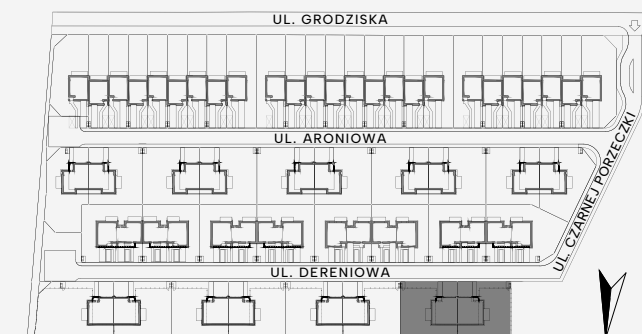 UL. GRODZISKA
UL. ARONIOWA
UL. CZARNEJ PORZECZKI
UL. DERENIOWA